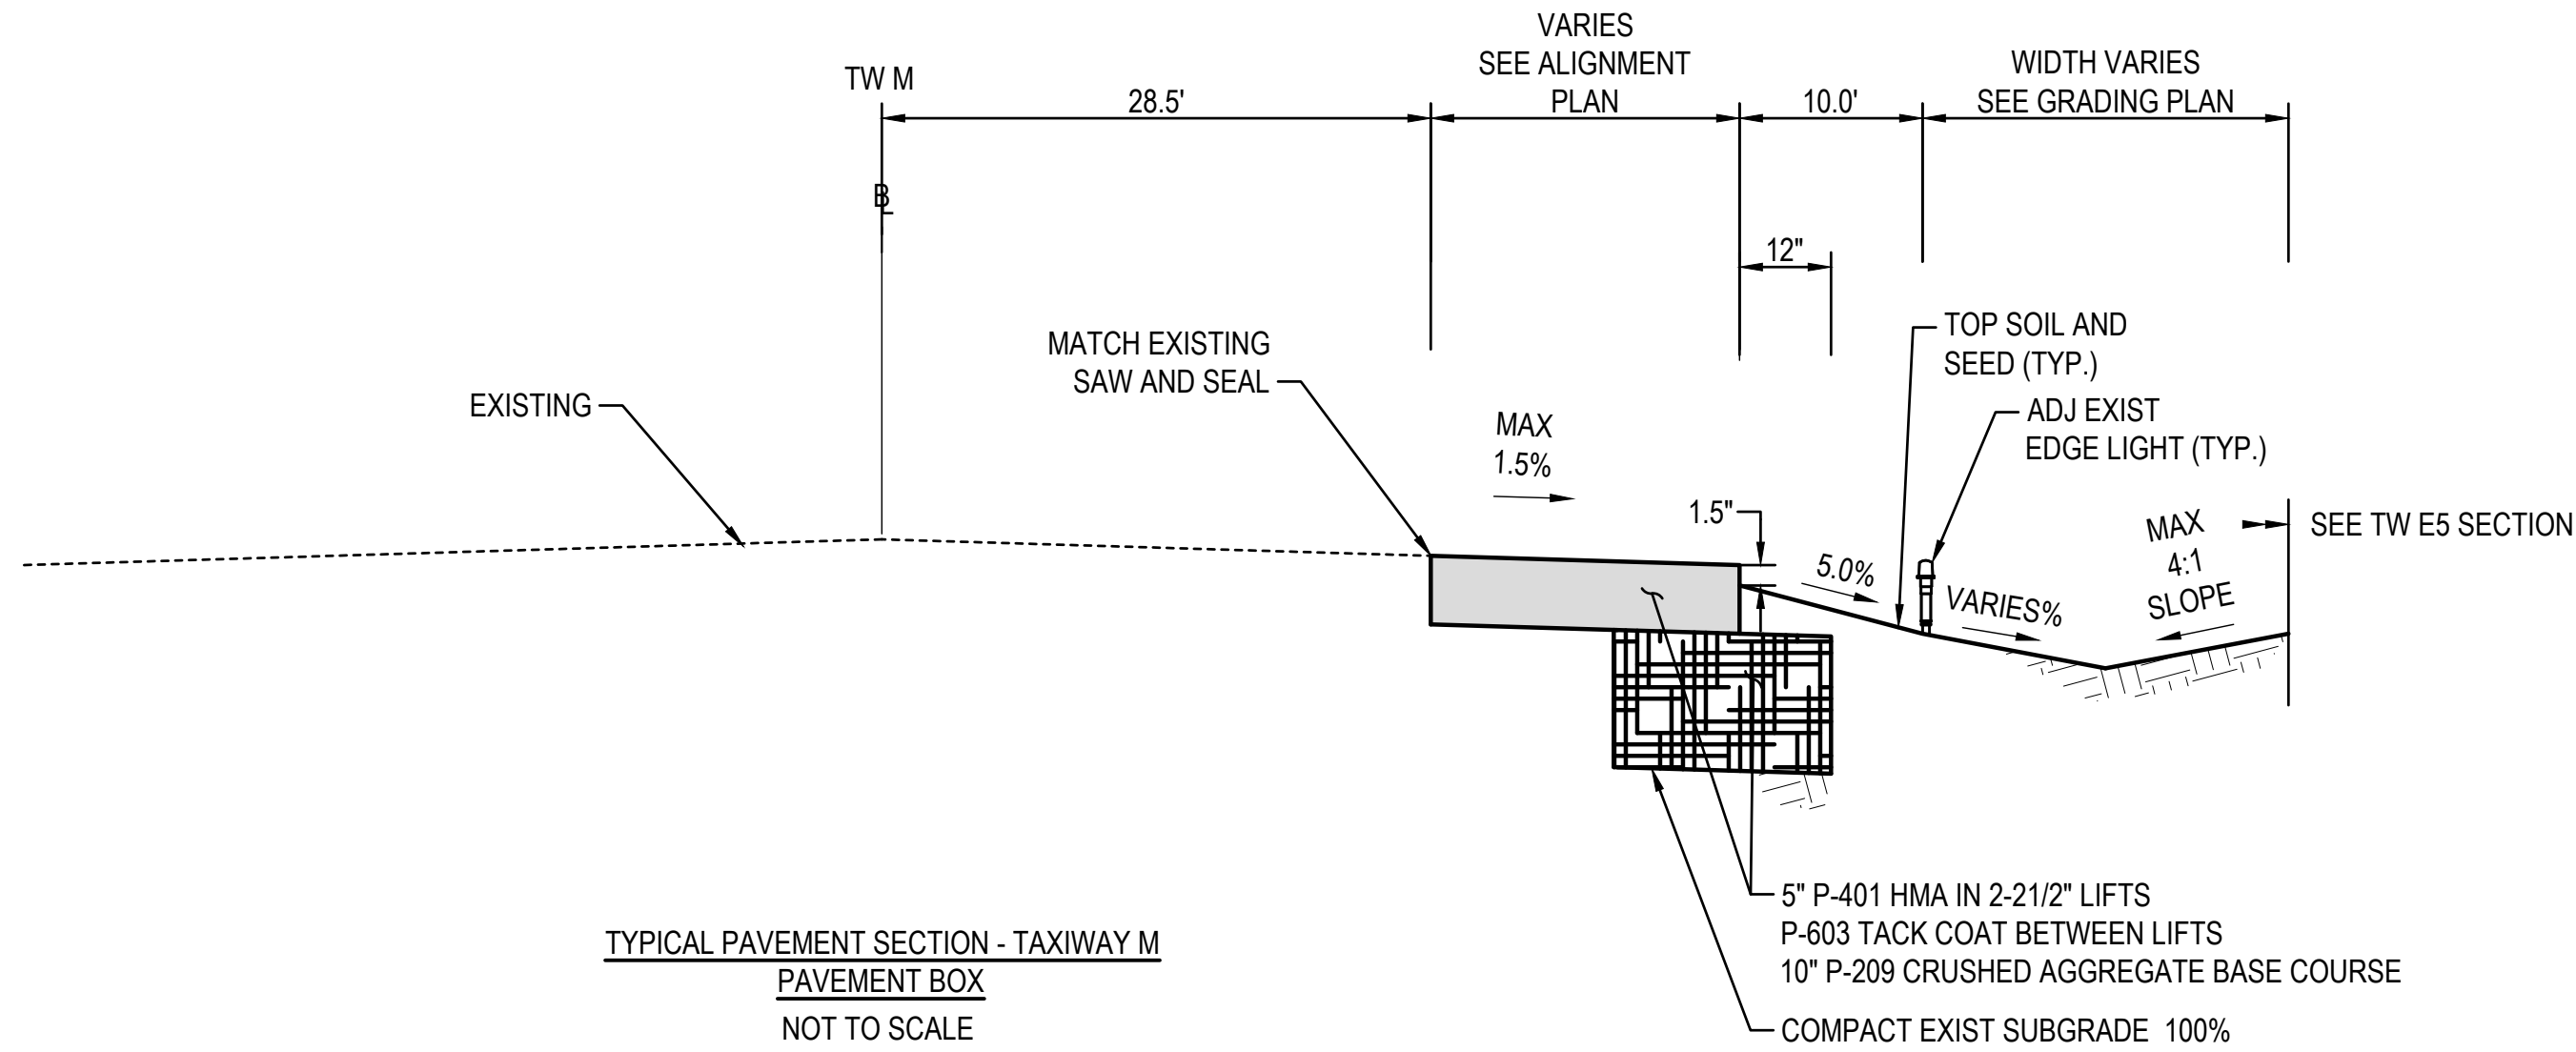 VARIES
SEE ALIGNMENT
PLAN
WIDTH VARIES
SEE GRADING PLAN
TW M
28.5'
10.0'
BL
12"
MATCH EXISTING
SAW AND SEAL
EXISTING
TOP SOIL AND
SEED (TYP.)
ADJ EXIST
EDGE LIGHT (TYP.)
MAX
1.5%
1.5"
5.0%
VARIES%
MAX
4:1
SLOPE
SEE TW E5 SECTION
5" P-401 HMA IN 2-21/2" LIFTS
P-603 TACK COAT BETWEEN LIFTS
10" P-209 CRUSHED AGGREGATE BASE COURSE
COMPACT EXIST SUBGRADE 100%
TYPICAL PAVEMENT SECTION - TAXIWAY M
PAVEMENT BOX
NOT TO SCALE